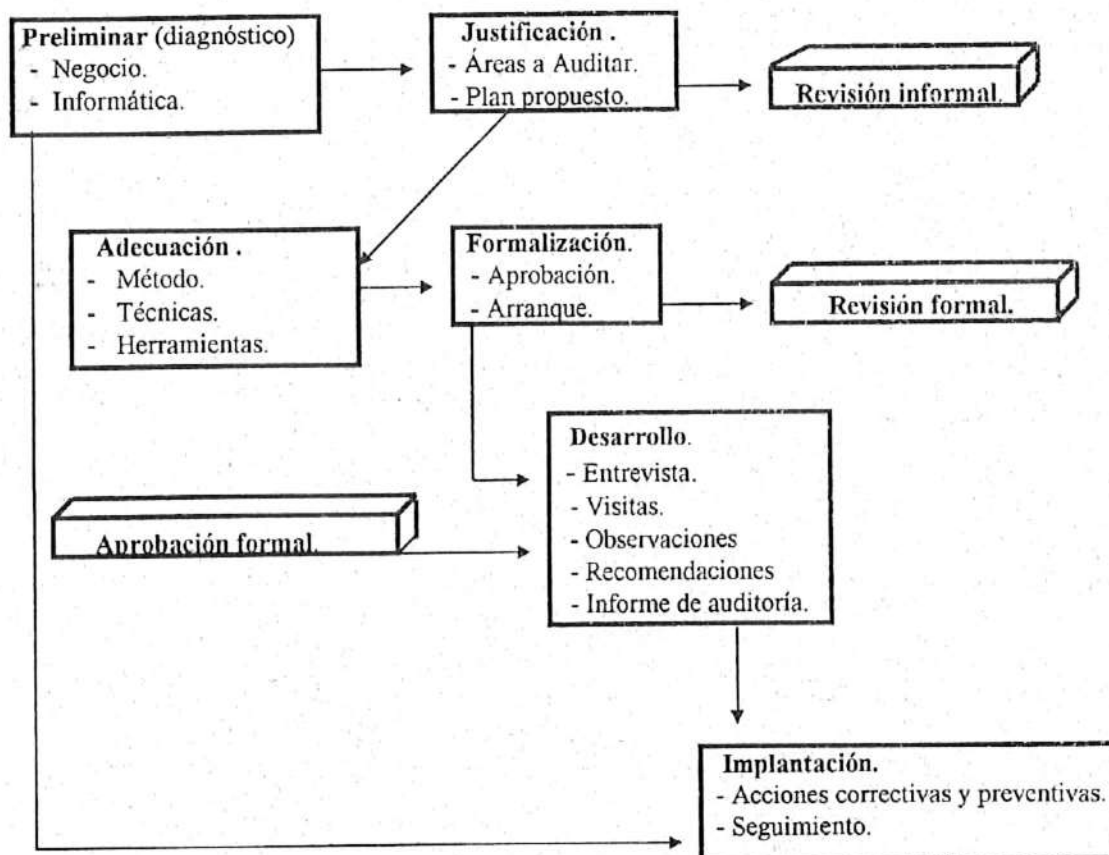 Preliminar (diagnóstico)
- Negocio.
- Informática.
Justificación .
- Áreas a Auditar.
- Plan propuesto.
Revisión informal.
Adecuación .
- Método.
- Técnicas.
- Herramientas.
Formalización.
- Aprobación.
- Arranque.
Revisión formal.
Desarrollo.
- Entrevista.
- Visitas.
- Observaciones
- Recomendaciones
- Informe de auditoría.
Aprobación formal.
Implantación.
- Acciones correctivas y preventivas.
- Seguimiento.